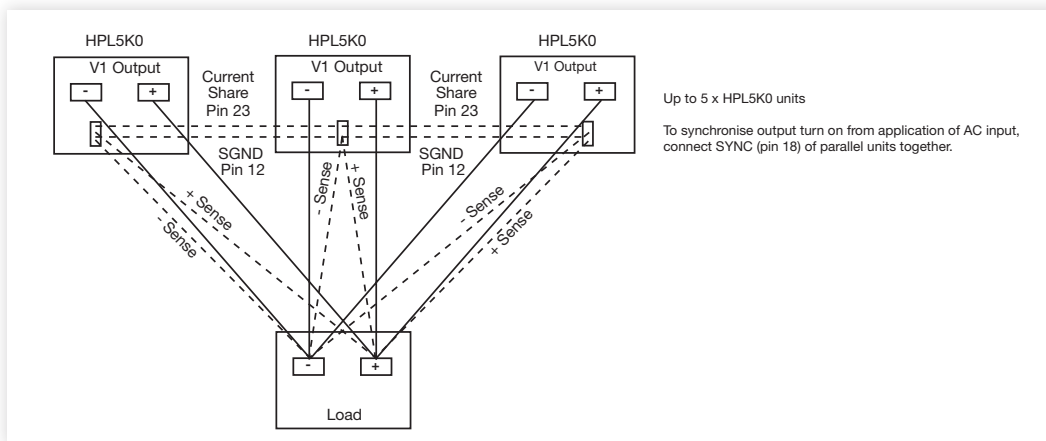 HPL5K0
HPL5K0
HPL5K0
V1 Output
V1 Output
V1 Output
-
+
-
+
-
+
Current
Share
Pin 23
Current
Share
Pin 23
SGND
Pin 12
SGND
Pin 12
+ Sense
- Sense
- Sense
+ Sense
- Sense
+ Sense
-
+
Load
Up to 5 x HPL5K0 units
To synchronise output turn on from application of AC input,
connect SYNC (pin 18) of parallel units together.